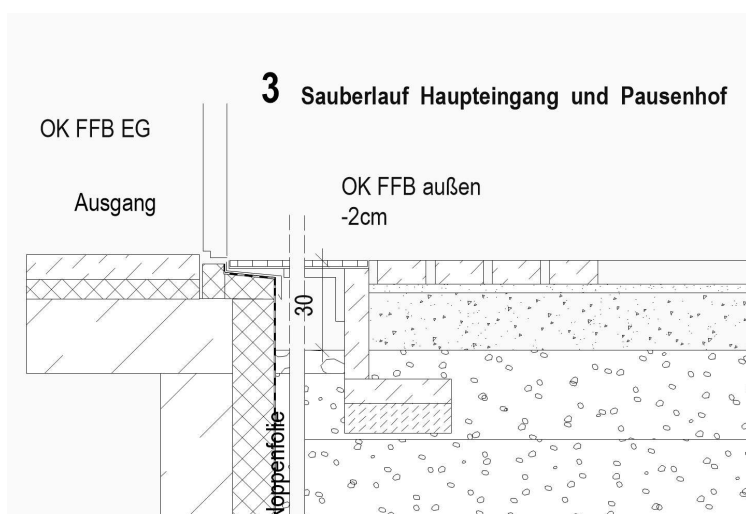 3 Sauberlauf Haupteingang und Pausenhof
OK FFB EG
Ausgang
OK FFB außen
-2cm
30
Noppenfolie